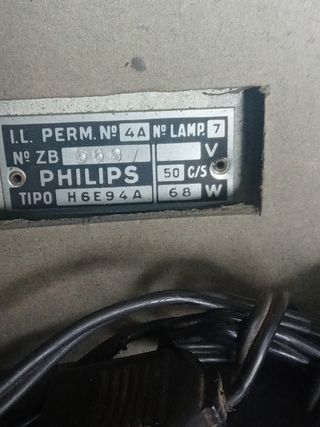 I.L. PERM. Nº 4A Nº LAMP. 7
Nº ZB V
PHILIPS 50 C/S
TIPO H6E94A 68 W